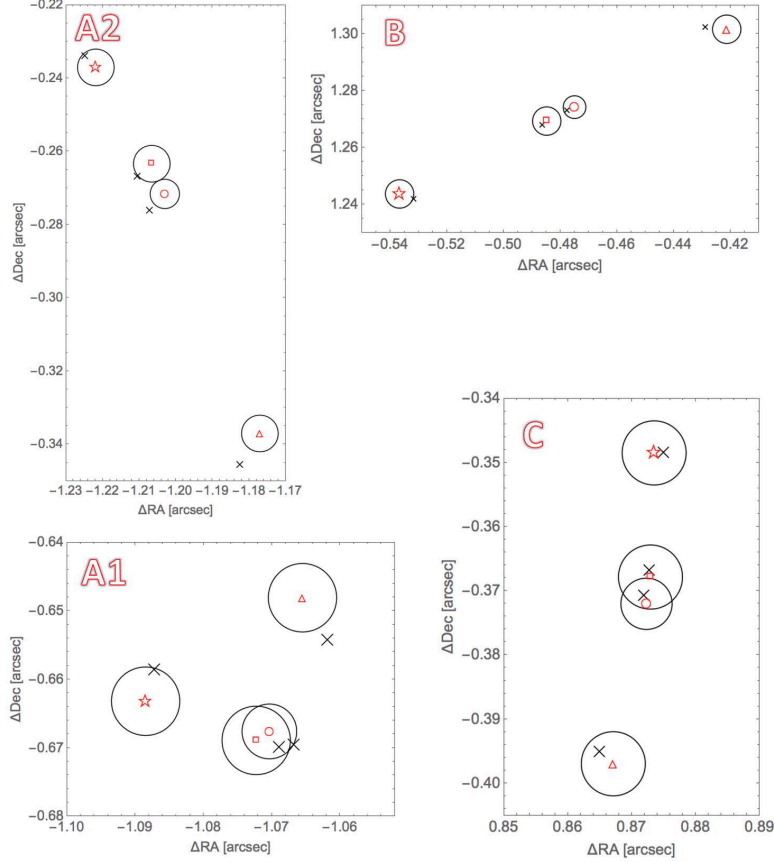 A2
−0.22
−0.24
−0.26
−0.28
−0.30
−0.32
−0.34
ΔDec [arcsec]
−1.23 −1.22 −1.21 −1.20 −1.19 −1.18 −1.17
ΔRA [arcsec]
B
1.30
1.28
1.26
1.24
ΔDec [arcsec]
−0.54 −0.52 −0.50 −0.48 −0.46 −0.44 −0.42
ΔRA [arcsec]
A1
−0.64
−0.65
−0.66
−0.67
−0.68
ΔDec [arcsec]
−1.10 −1.09 −1.08 −1.07 −1.06
ΔRA [arcsec]
C
−0.34
−0.35
−0.36
−0.37
−0.38
−0.39
−0.40
ΔDec [arcsec]
0.85 0.86 0.87 0.88 0.89
ΔRA [arcsec]